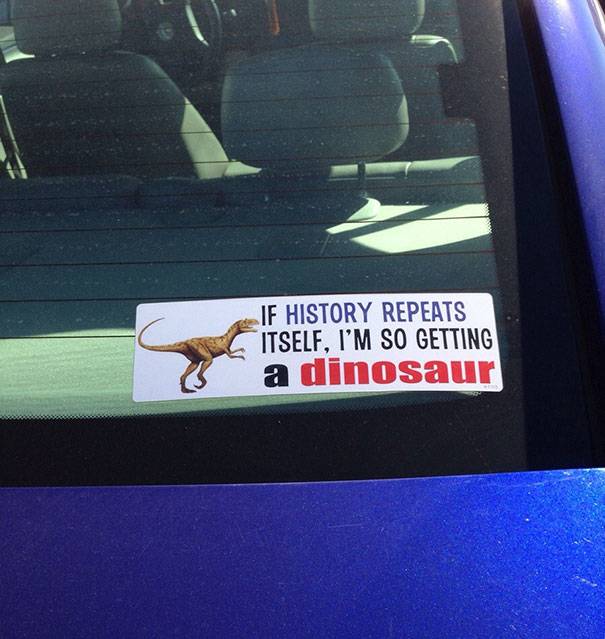 IF HISTORY REPEATS
ITSELF, I'M SO GETTING
a dinosaur